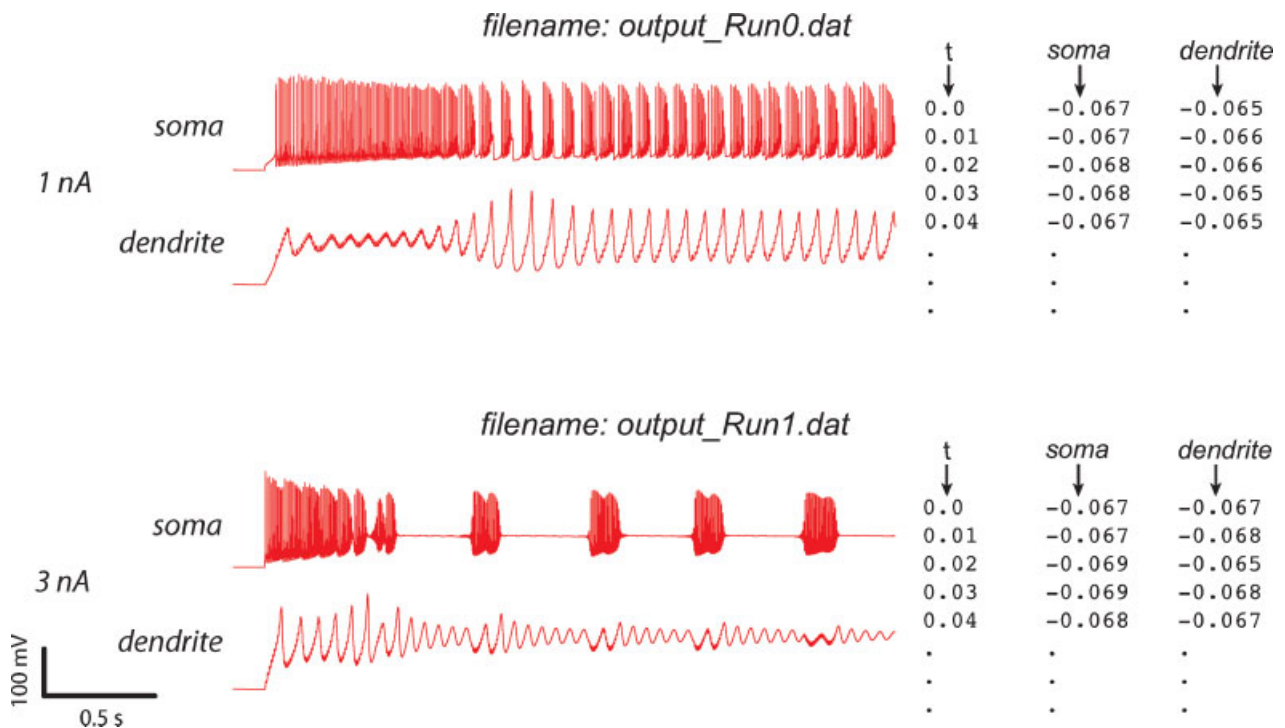 filename: output_Run0.dat
t soma dendrite
soma
1 nA
dendrite
0.0 -0.067 -0.065
0.01 -0.067 -0.066
0.02 -0.068 -0.066
0.03 -0.068 -0.065
0.04 -0.067 -0.065
. . .
. . .
. . .
filename: output_Run1.dat
t soma dendrite
soma
3 nA
dendrite
0.0 -0.067 -0.067
0.01 -0.067 -0.068
0.02 -0.069 -0.065
0.03 -0.069 -0.068
0.04 -0.068 -0.067
. . .
. . .
. . .
100 mV
0.5 s